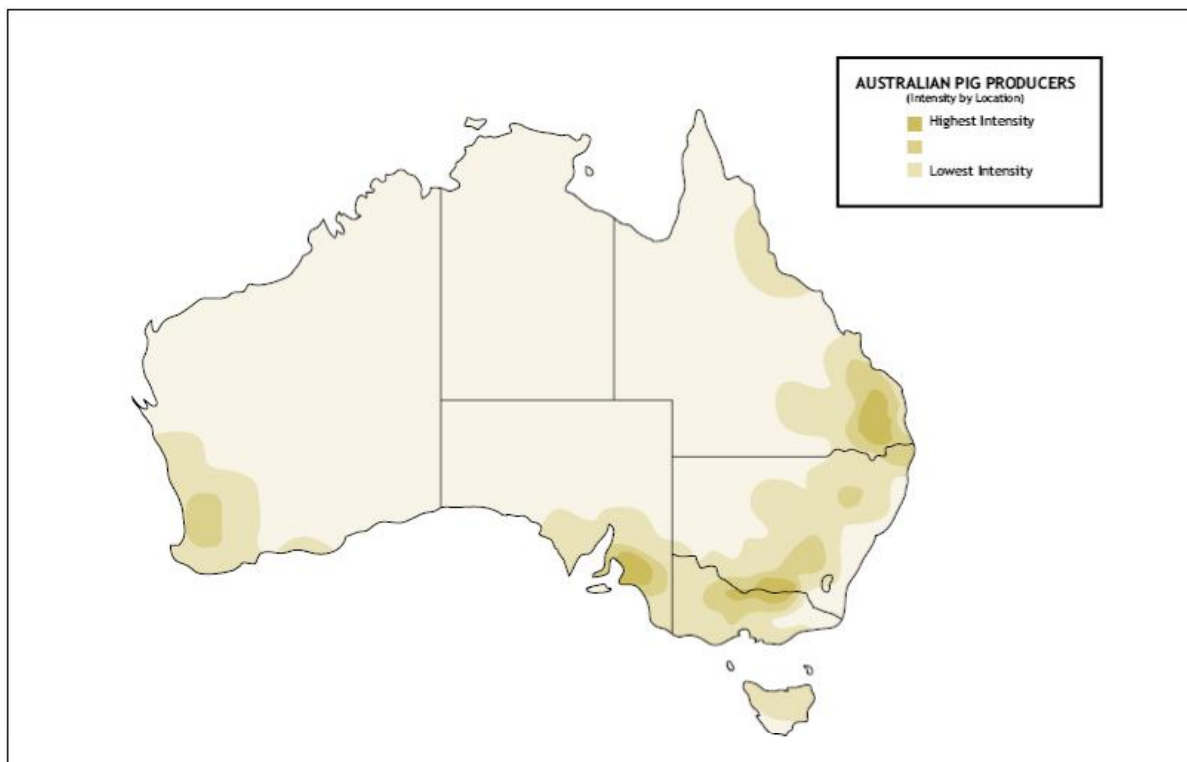 AUSTRALIAN PIG PRODUCERS
(Intensity by Location)
Highest Intensity
Lowest Intensity